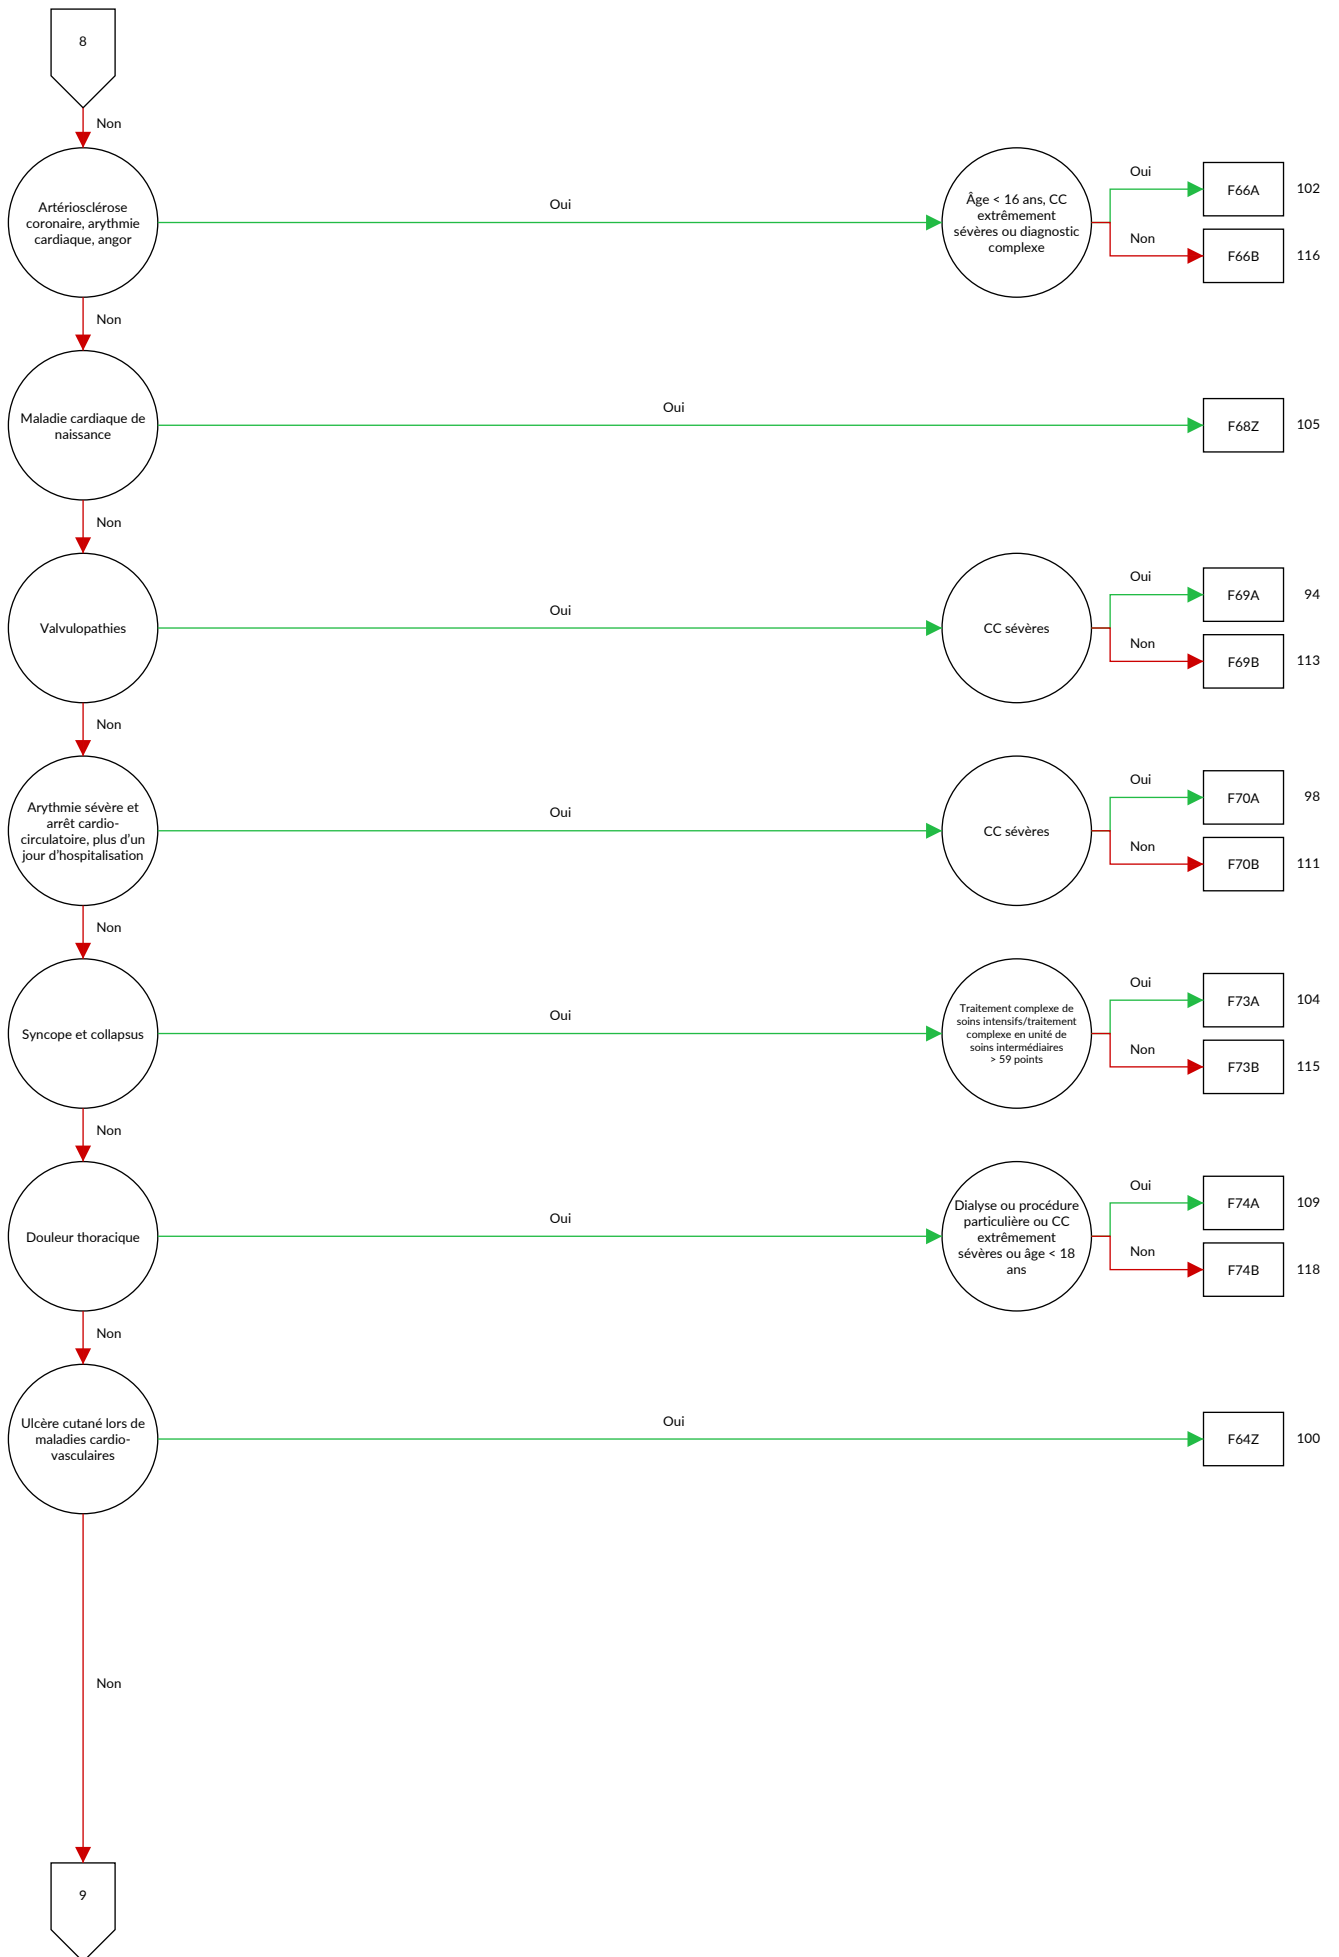 8
Non
Artériosclérose
coronaire, arythmie
cardiaque, angor
Oui
Âge < 16 ans, CC
extrêmement
sévères ou diagnostic
complexe
Oui
F66A
102
Non
F66B
116
Non
Maladie cardiaque de
naissance
Oui
F68Z
105
Non
Valvulopathies
Oui
CC sévères
Oui
F69A
94
Non
F69B
113
Non
Arythmie sévère et
arrêt cardio-
circulatoire, plus d'un
jour d'hospitalisation
Oui
CC sévères
Oui
F70A
98
Non
F70B
111
Non
Syncope et collapsus
Oui
Traitement complexe de
soins intensifs/traitement
complexe en unité de
soins intermédiaires
> 59 points
Oui
F73A
104
Non
F73B
115
Non
Douleur thoracique
Oui
Dialyse ou procédure
particulière ou CC
extrêmement
sévères ou âge < 18
ans
Oui
F74A
109
Non
F74B
118
Non
Ulcère cutané lors de
maladies cardio-
vasculaires
Oui
F64Z
100
Non
9